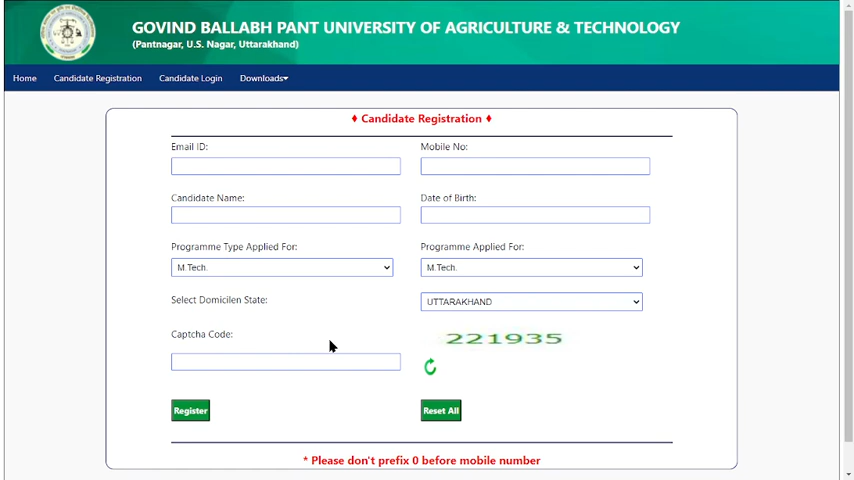 GOVIND BALLABH PANT UNIVERSITY OF AGRICULTURE & TECHNOLOGY
(Pantnagar, U.S. Nagar, Uttarakhand)
Home Candidate Registration Candidate Login Downloads
♦ Candidate Registration ♦
Email ID: Mobile No:
Candidate Name: Date of Birth:
Programme Type Applied For: Programme Applied For:
M.Tech. M.Tech.
Select Domicilen State: UTTARAKHAND
Captcha Code: 221935
Register Reset All
* Please don't prefix 0 before mobile number